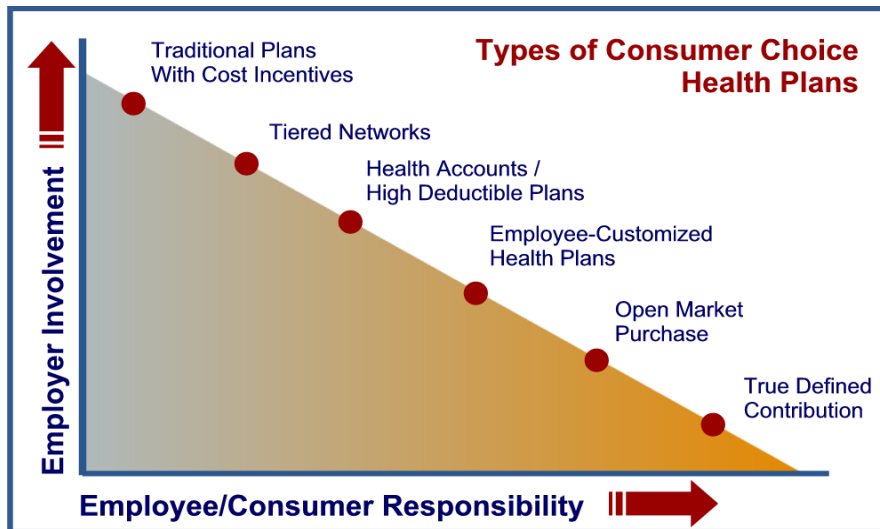 Types of Consumer Choice
Health Plans
Traditional Plans
With Cost Incentives
Tiered Networks
Health Accounts /
High Deductible Plans
Employee-Customized
Health Plans
Open Market
Purchase
True Defined
Contribution
Employer Involvement
Employee/Consumer Responsibility